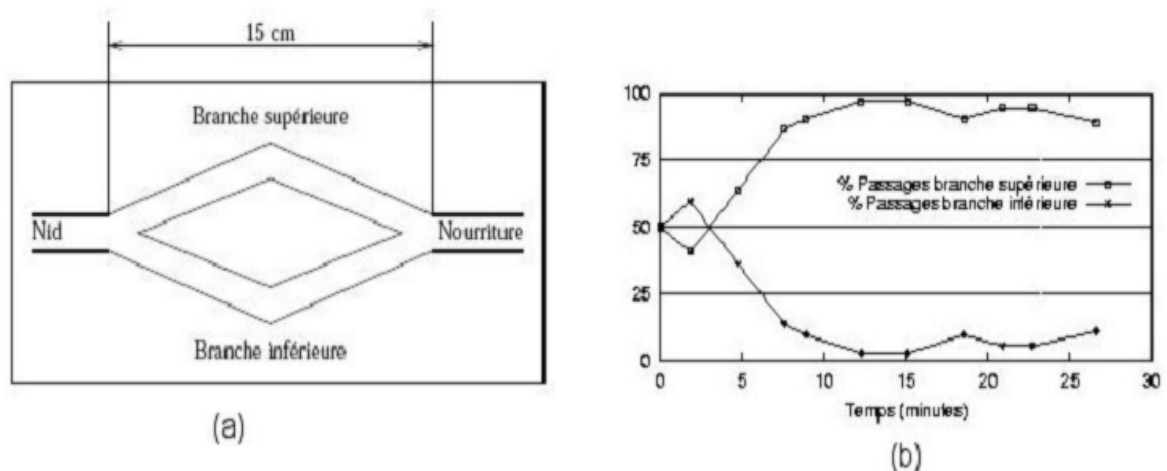 15 cm
Branche supérieure
Nid
Nourriture
Branche inférieure
(a)
100
75
50
25
0
% Passages branche supérieure
% Passages branche inférieure
0 5 10 15 20 25 30
Temps (minutes)
(b)